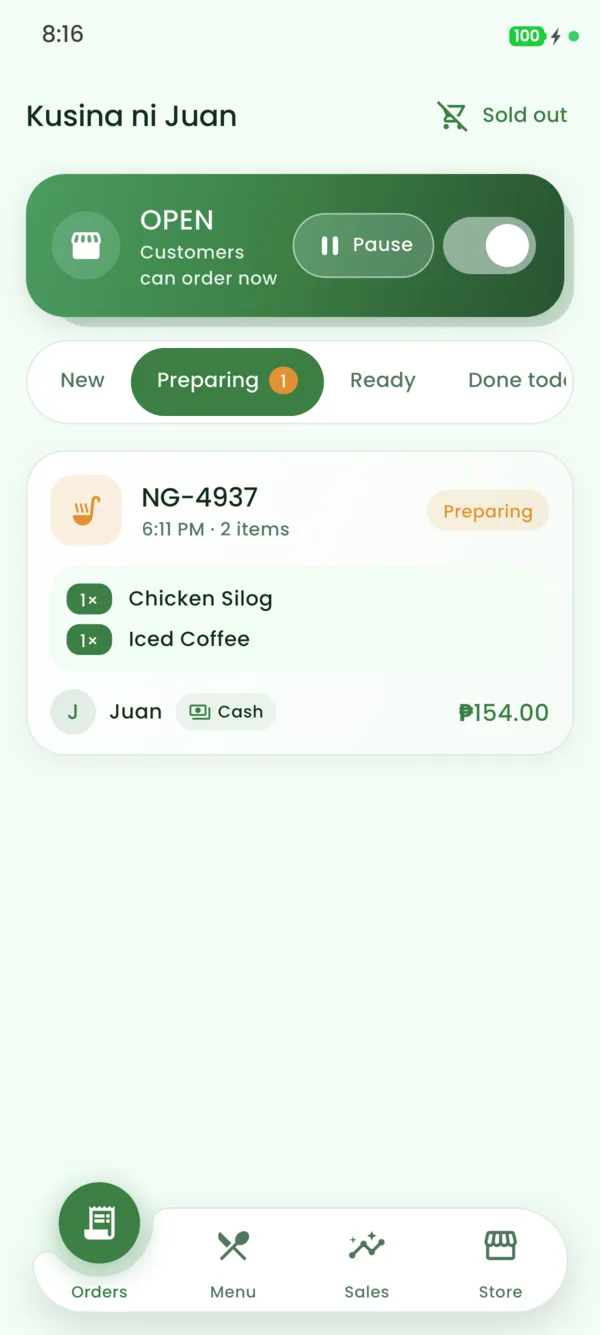 8:16
100
Kusina ni Juan
Sold out
OPEN
Customers
can order now
Pause
New
Preparing 1
Ready
Done tod
NG-4937
6:11 PM · 2 items
Preparing
1× Chicken Silog
1× Iced Coffee
J Juan Cash ₱154.00
Orders
Menu
Sales
Store